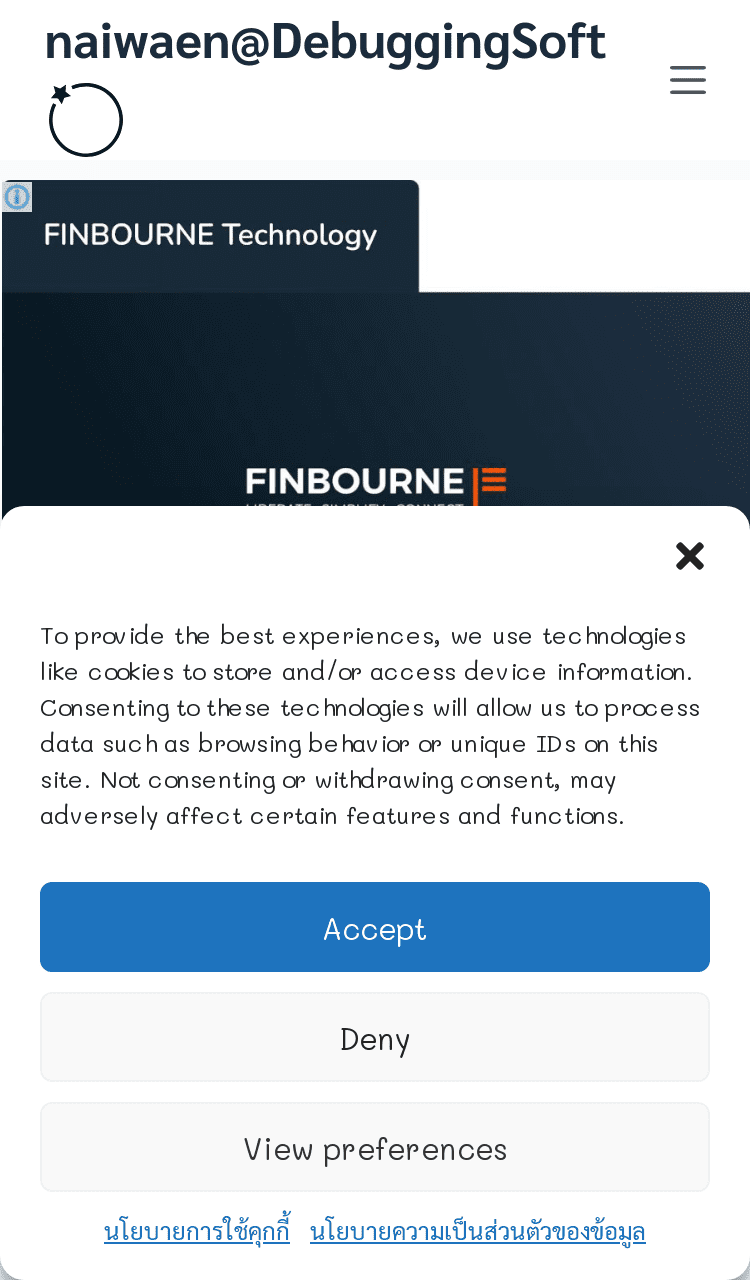 naiwaen@DebuggingSoft
FINBOURNE Technology
FINBOURNE
To provide the best experiences, we use technologies
like cookies to store and/or access device information.
Consenting to these technologies will allow us to process
data such as browsing behavior or unique IDs on this
site. Not consenting or withdrawing consent, may
adversely affect certain features and functions.
Accept
Deny
View preferences
นโยบายการใช้คุกกี้ นโยบายความเป็นส่วนตัวของข้อมูล